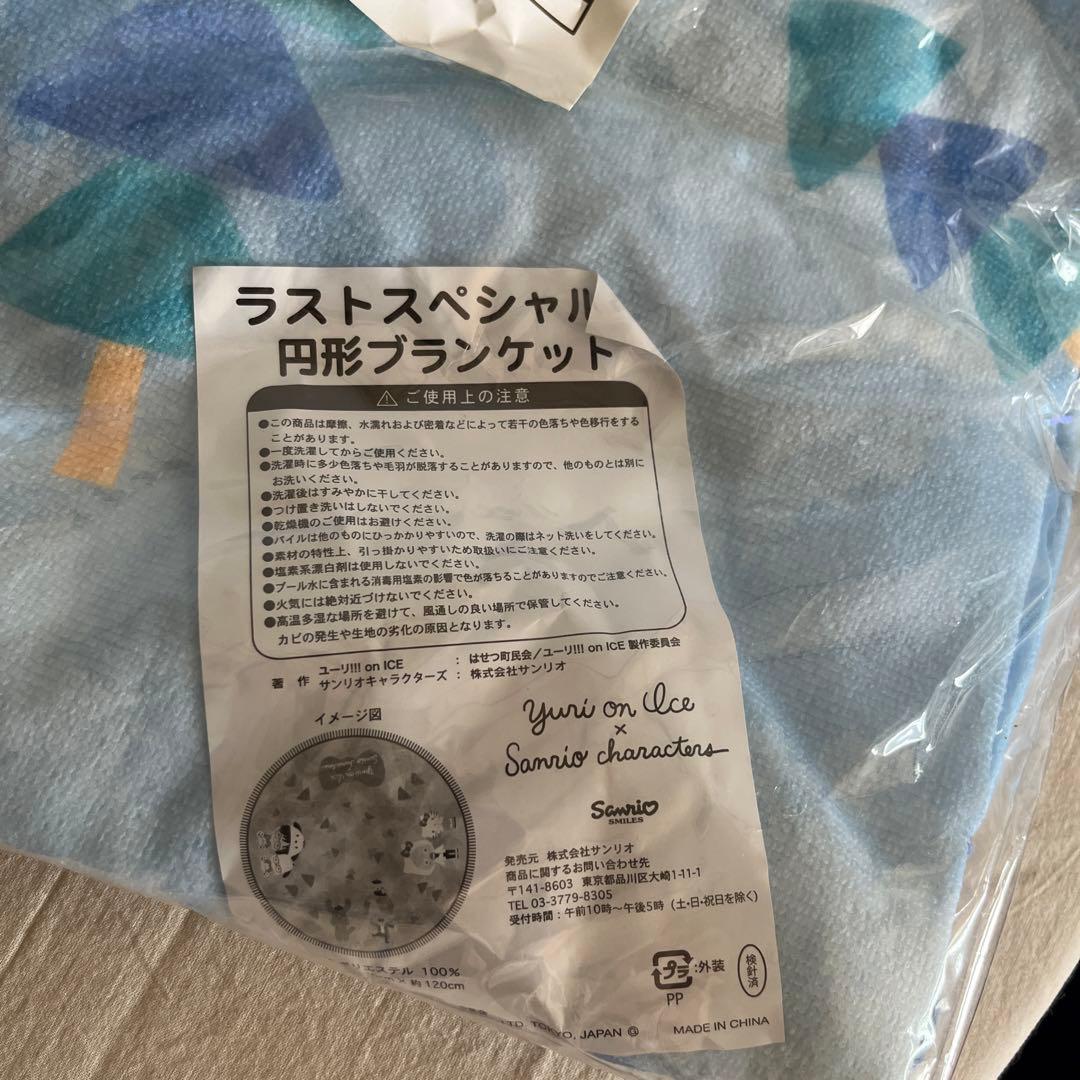 ラストスペシャル
円形ブランケット
⚠ ご使用上の注意
●この商品は摩擦、水濡れおよび密着などによって若干の色落ちや色移行をする
ことがあります。
●一度洗濯してからご使用ください。
●洗濯時に多少色落ちや毛羽が脱落することがありますので、他のものとは別に
お洗いください。
●洗濯後はすみやかに干してください。
●つけ置き洗いはしないでください。
●乾燥機のご使用はお避けください。
●パイルは他のものにひっかかりやすいので、洗濯の際はネット洗いをしてください。
●素材の特性上、引っ掛かりやすいため取扱いにご注意ください。
●塩素系漂白剤は使用しないでください。
●プール水に含まれる消毒用塩素の影響で色が落ちることがありますのでご注意ください。
●火気には絶対近づけないでください。
●高温多湿な場所を避けて、風通しの良い場所で保管してください。
カビの発生や生地の劣化の原因となります。
著 作 ユーリ!!! on ICE : はせつ町民会/ユーリ!!! on ICE 製作委員会
サンリオキャラクターズ : 株式会社サンリオ
イメージ図
Yuri on Ice
×
Sanrio characters
Sanrio
SMILES
発売元 株式会社サンリオ
商品に関するお問い合わせ先
〒141-8603 東京都品川区大崎1-11-1
TEL 03-3779-8305
受付時間:午前10時〜午後5時(土・日・祝日を除く)
プラ :外装
PP
検針済
リエステル 100%
× 約120cm
LTD. TOKYO, JAPAN Ⓖ MADE IN CHINA